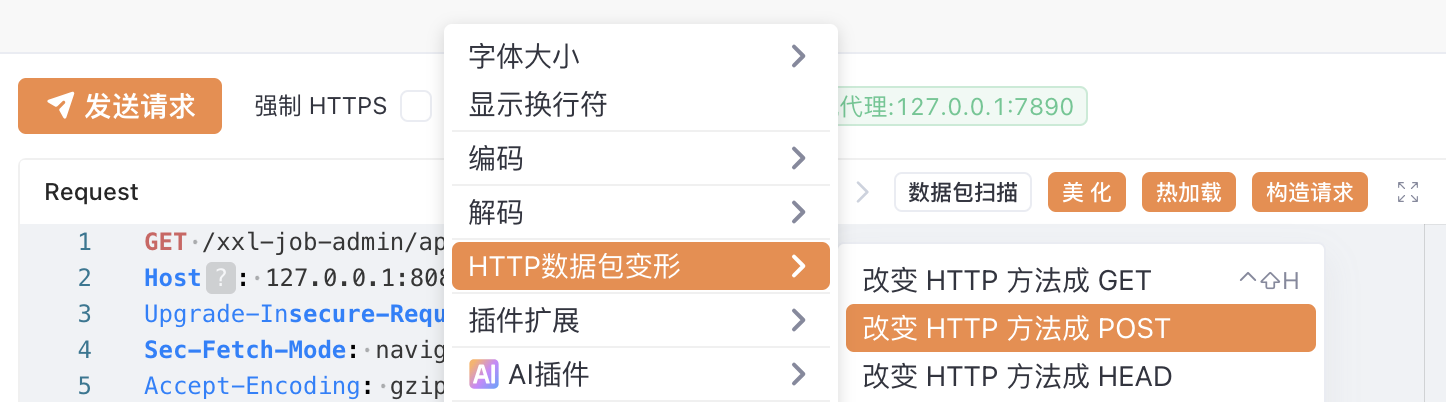 字体大小
显示换行符
发送请求
强制 HTTPS
代理:127.0.0.1:7890
编码
解码
Request
数据包扫描
美 化
热加载
构造请求
1 GET /xxl-job-admin/ap
2 Host ? : 127.0.0.1:808
3 Upgrade-Insecure-Requ
4 Sec-Fetch-Mode: navig
5 Accept-Encoding: gzip
HTTP数据包变形
插件扩展
AI AI插件
改变 HTTP 方法成 GET ^⇧H
改变 HTTP 方法成 POST
改变 HTTP 方法成 HEAD